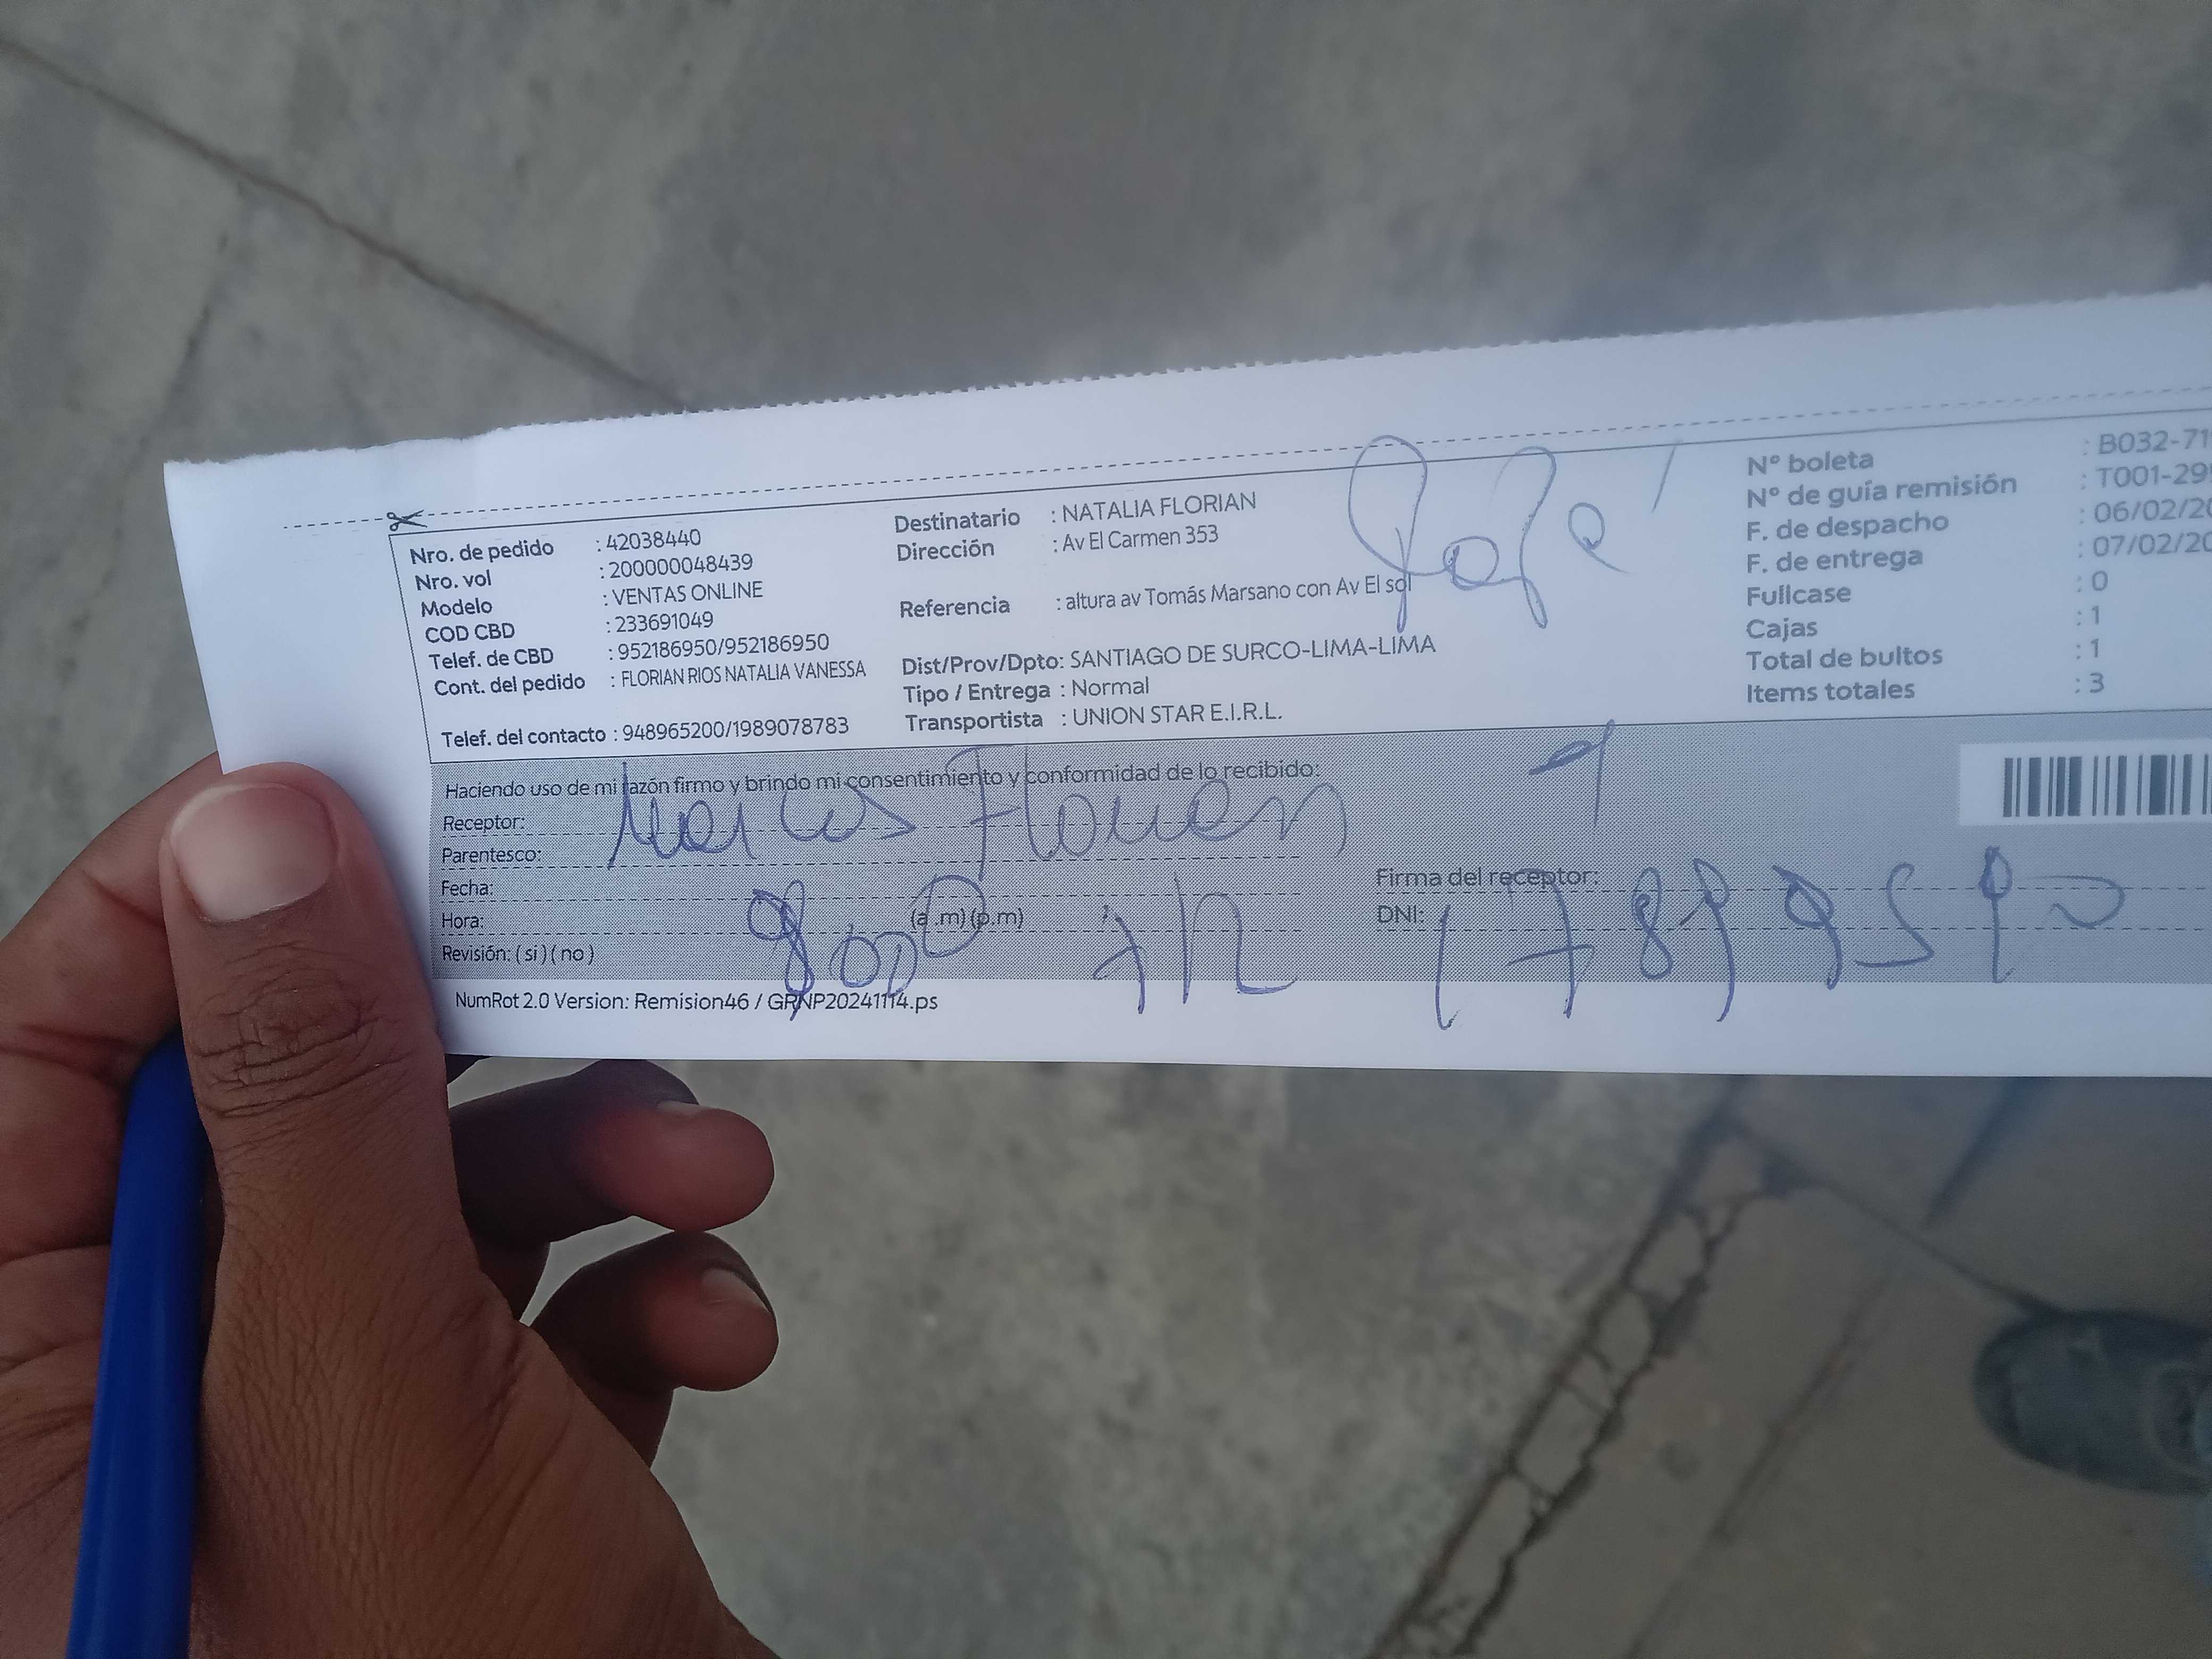 Nro. de pedido : 42038440
Nro. vol : 200000048439
Modelo : VENTAS ONLINE
COD CBD : 233691049
Telef. de CBD : 952186950/952186950
Cont. del pedido : FLORIAN RIOS NATALIA VANESSA
Telef. del contacto : 948965200/1989078783
Destinatario : NATALIA FLORIAN
Dirección : Av El Carmen 353
Referencia : altura av Tomás Marsano con Av El sol
Dist/Prov/Dpto: SANTIAGO DE SURCO-LIMA-LIMA
Tipo / Entrega : Normal
Transportista : UNION STAR E.I.R.L.
Papá
Nº boleta : B032-71
Nº de guía remisión : T001-29
F. de despacho : 06/02/20
F. de entrega : 07/02/20
Fullcase : 0
Cajas : 1
Total de bultos : 1
Items totales : 3
Haciendo uso de mi razón firmo y brindo mi consentimiento y conformidad de lo recibido:
Receptor: Marcos Florian
Parentesco:
Fecha:
Hora: (a .m) (p.m)
Revisión: ( si ) ( no )
Firma del receptor:
DNI:
NumRot 2.0 Version: Remision46 / GRNP20241114.ps